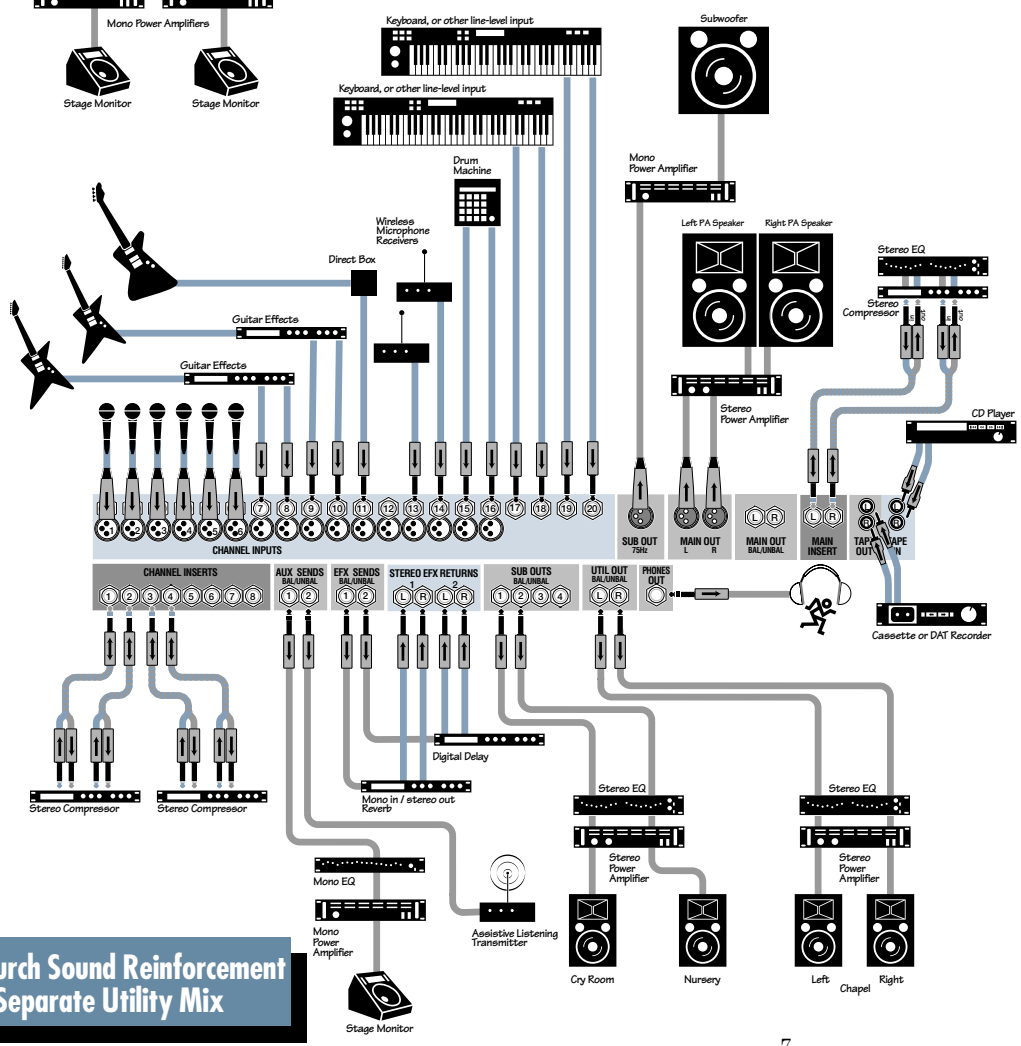 Mono Power Amplifiers
Stage Monitor
Stage Monitor
Keyboard, or other line-level input
Keyboard, or other line-level input
Drum
Machine
Wireless
Microphone
Receivers
Direct Box
Guitar Effects
Guitar Effects
Subwoofer
Mono
Power Amplifier
Left PA Speaker
Right PA Speaker
Stereo
Power Amplifier
Stereo EQ
Stereo
Compressor
in
out
in
out
CD Player
1 2 3 4 5 6
7 8 9 10 11 12 13 14 15 16 17 18 19 20
CHANNEL INPUTS
SUB OUT
75Hz
MAIN OUT
L R
L R
MAIN OUT
BAL/UNBAL
L R
MAIN
INSERT
L
R
TAPE
OUT
L
R
TAPE
IN
CHANNEL INSERTS
1 2 3 4 5 6 7 8
AUX SENDS
BAL/UNBAL
1 2
EFX SENDS
BAL/UNBAL
1 2
STEREO EFX RETURNS
1 2
L R L R
SUB OUTS
BAL/UNBAL
1 2 3 4
UTIL OUT
BAL/UNBAL
L R
PHONES
OUT
Cassette or DAT Recorder
Digital Delay
Mono in / stereo out
Reverb
Stereo Compressor
Stereo Compressor
Mono EQ
Mono
Power
Amplifier
Stage Monitor
Assistive Listening
Transmitter
Stereo EQ
Stereo
Power
Amplifier
Cry Room
Nursery
Stereo EQ
Stereo
Power
Amplifier
Left
Right
Chapel
urch Sound Reinforcement
Separate Utility Mix
7